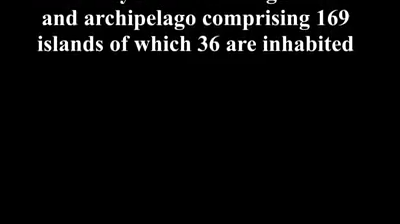 and archipelago comprising 169
islands of which 36 are inhabited